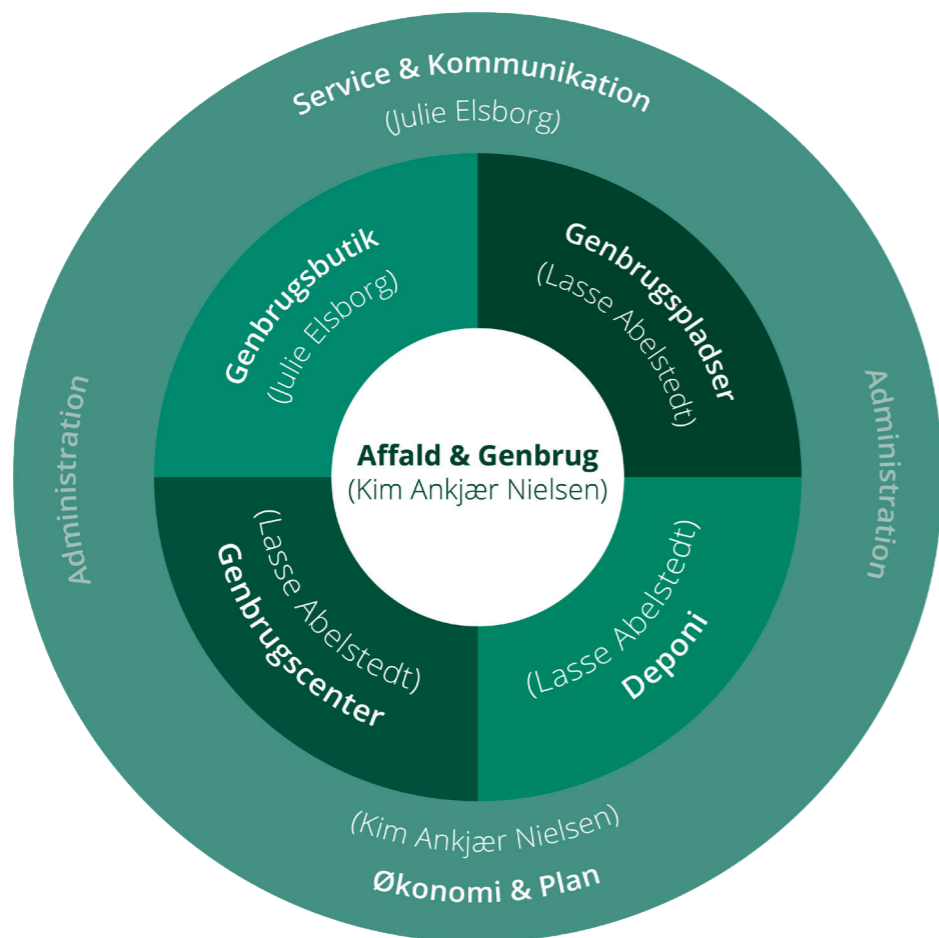 Service & Kommunikation
(Julie Elsborg)
Genbrugsbutik
(Julie Elsborg)
Genbrugspladser
(Lasse Abelstedt)
Administration
Affald & Genbrug
(Kim Ankjær Nielsen)
Administration
(Lasse Abelstedt)
Genbrugscenter
(Lasse Abelstedt)
Deponi
(Kim Ankjær Nielsen)
Økonomi & Plan